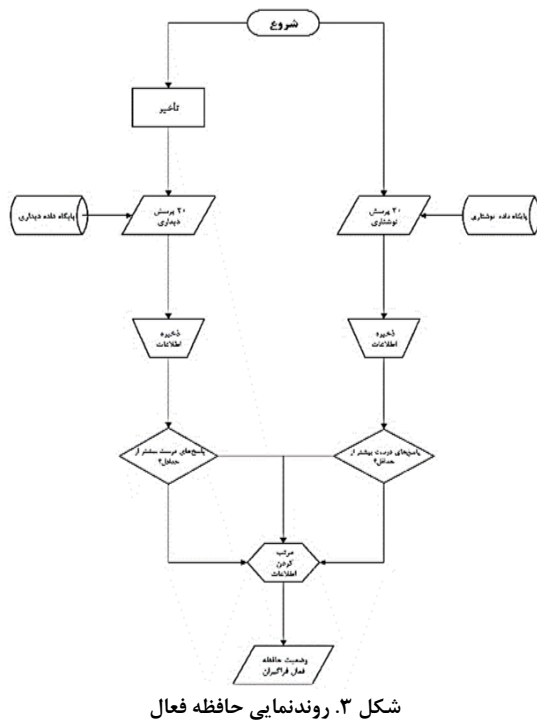 شروع
تأخیر
پایگاه داده نوشتاری
۲۰ پرسش
نوشتاری
۲۰ پرسش
دیداری
پایگاه داده دیداری
ذخیره
اطلاعات
ذخیره
اطلاعات
پاسخ‌های درست بیشتر از
حداقل؟
پاسخ‌های درست بیشتر از
حداقل؟
مرتب
کردن
اطلاعات
وضعیت حافظه
فعال فراگیران
شکل ۳. روندنمایی حافظه فعال